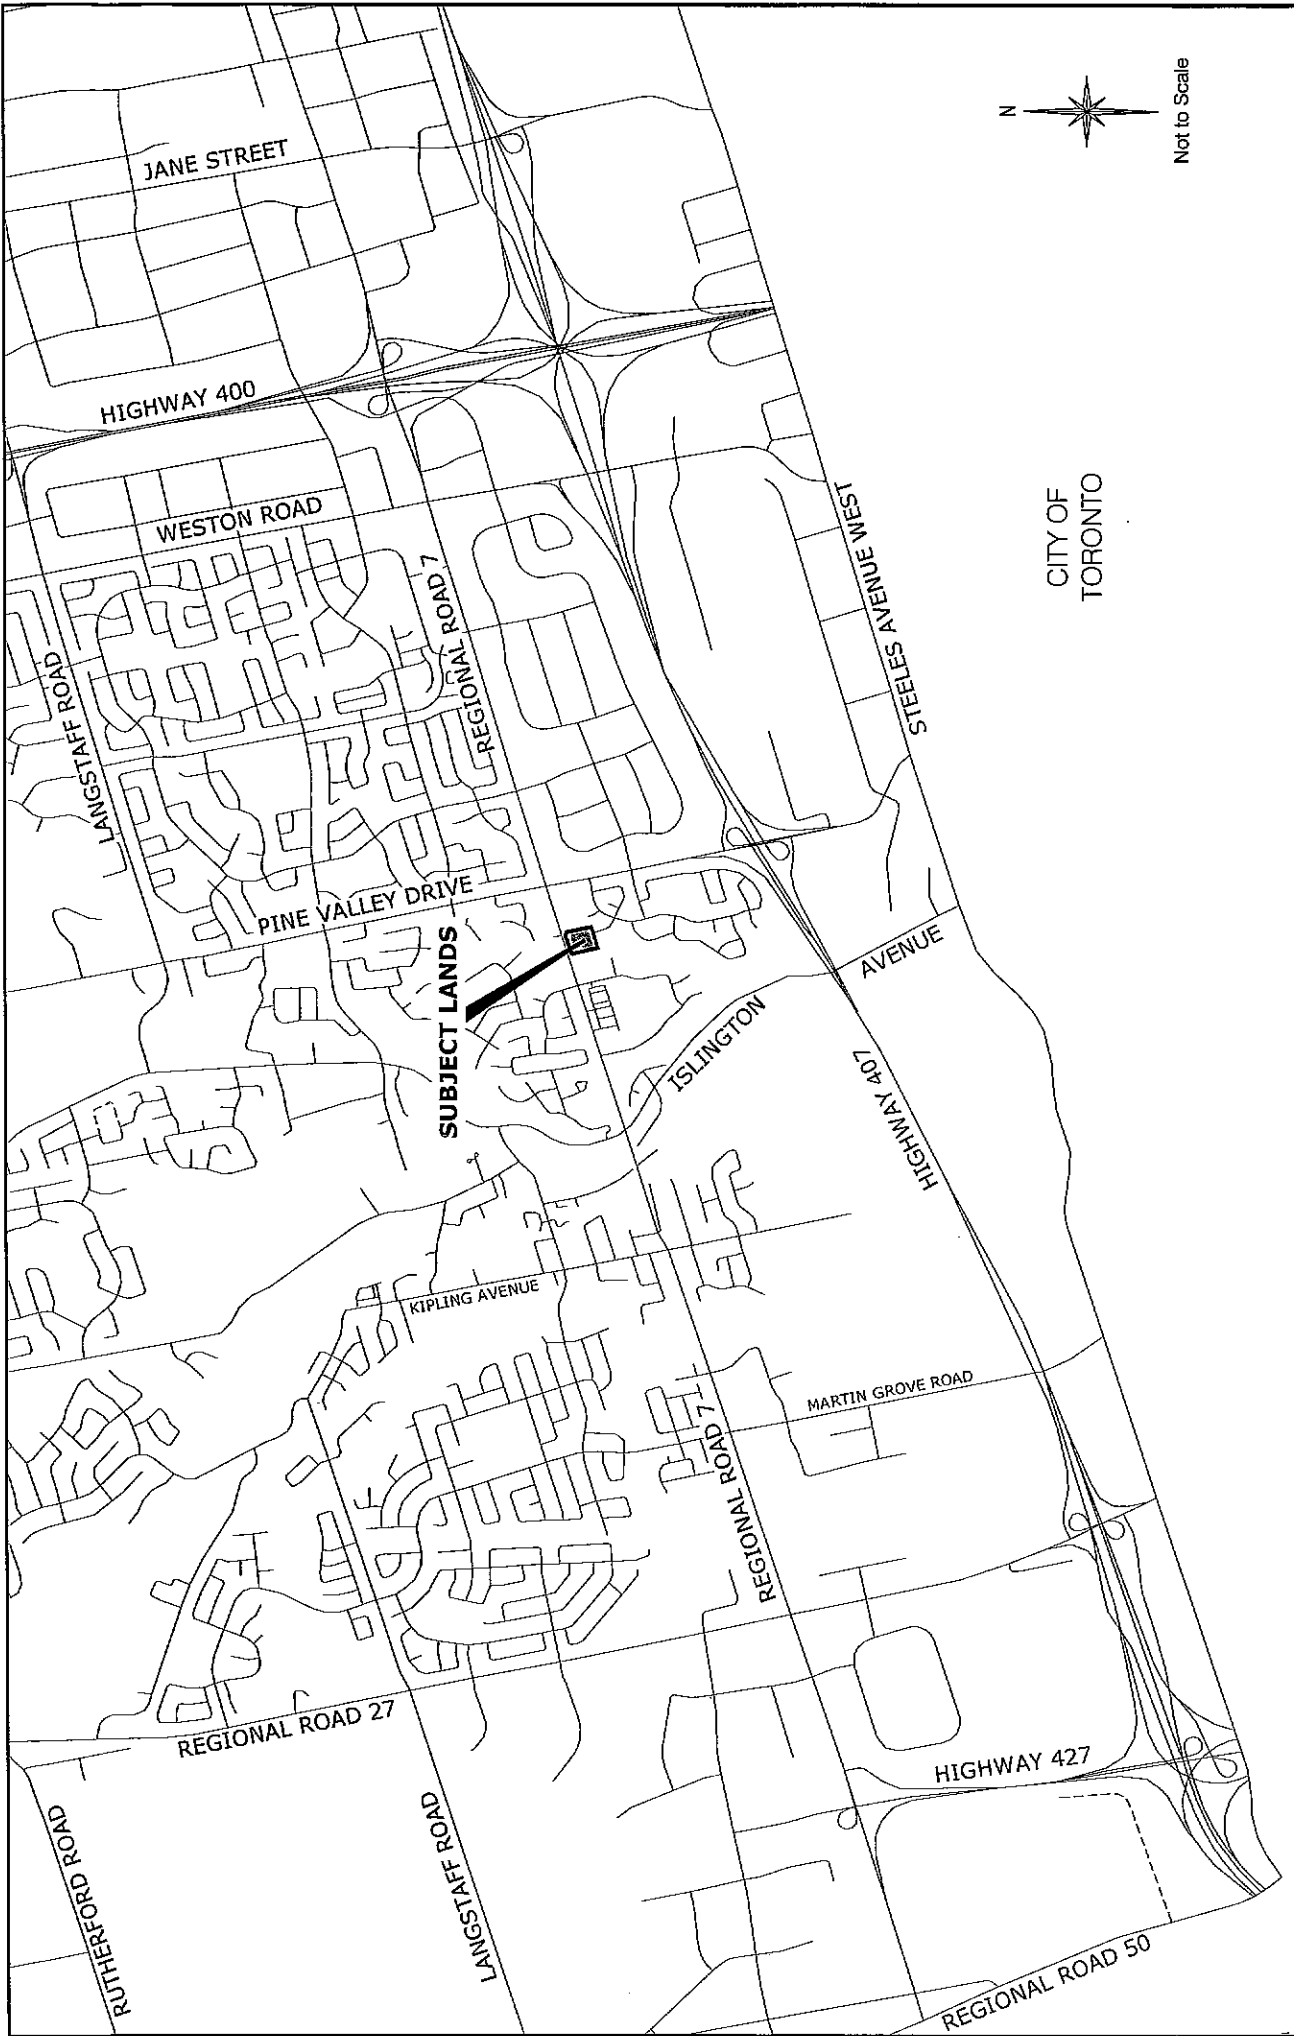 JANE STREET
HIGHWAY 400
WESTON ROAD
LANGSTAFF ROAD
REGIONAL ROAD 7
STEELES AVENUE WEST
PINE VALLEY DRIVE
SUBJECT LANDS
ISLINGTON
AVENUE
HIGHWAY 407
KIPLING AVENUE
MARTIN GROVE ROAD
REGIONAL ROAD 7
REGIONAL ROAD 27
HIGHWAY 427
RUTHERFORD ROAD
LANGSTAFF ROAD
REGIONAL ROAD 50
CITY OF
TORONTO
N
Not to Scale